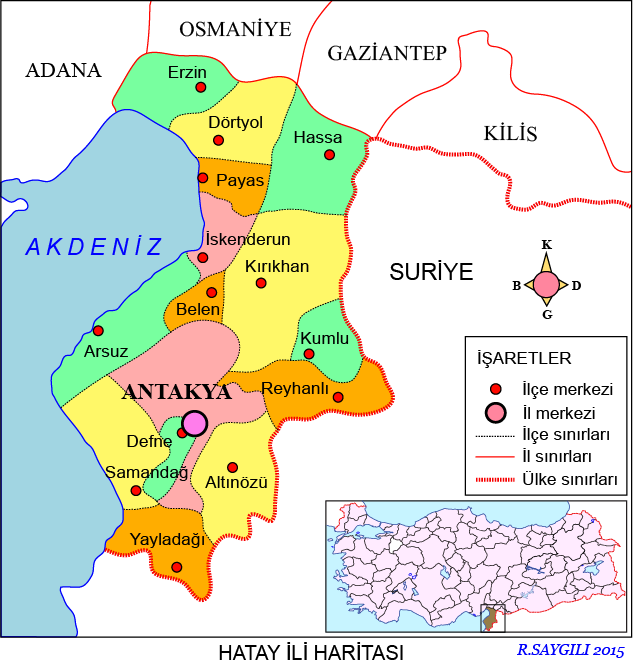 OSMANİYE
GAZİANTEP
ADANA
Erzin
Dörtyol
Hassa
KİLİS
Payas
AKDENİZ
İskenderun
Kırıkhan
SURİYE
K
B
D
G
Belen
Arsuz
Kumlu
Reyhanlı
ANTAKYA
Defne
Samandağ
Altınözü
Yayladağı
İŞARETLER
İlçe merkezi
İl merkezi
İlçe sınırları
İl sınırları
Ülke sınırları
HATAY İLİ HARİTASI
R.SAYGILI 2015